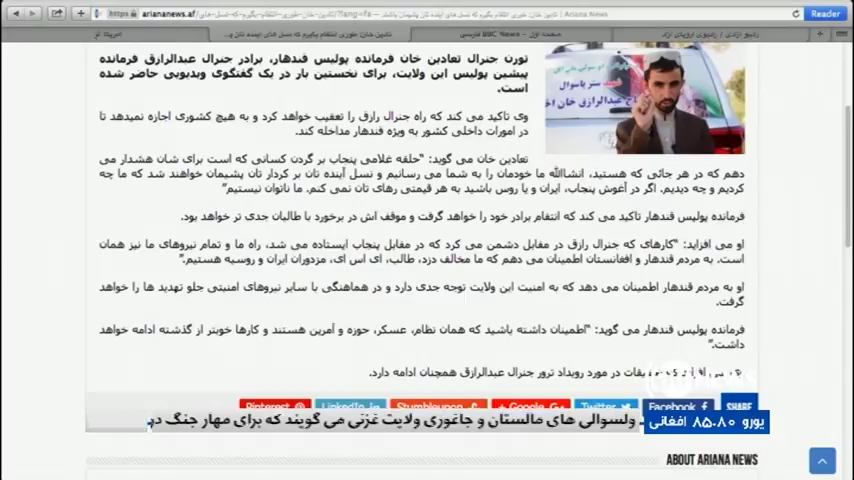 Reader
ariananews.af
Ariana News
صفحه اول - BBC News فارسی
تورن جنرال تعادین خان فرمانده پولیس قندهار، برادر جنرال عبدالرازق فرمانده
پیشین پولیس این ولایت، برای نخستین بار در یک گفتگوی ویدیویی حاضر شده
است.
وی تاکید می کند که راه جنرال رازق را تعقیب خواهد کرد و به هیچ کشوری اجازه نمیدهد تا
در امورات داخلی کشور به ویژه قندهار مداخله کند.
تعادین خان می گوید: "حلقه غلامی پنجاب بر گردن کسانی که است برای شان هشدار می
دهم که در هر جائی که هستید، انشاالله ما خودمان را به شما می رسانیم و نسل آینده تان بر کردار تان پشیمان خواهند شد که ما چه
کردیم و چه دیدیم. اگر در آغوش پنجاب، ایران و یا روس باشید به هر قیمتی رهای تان نمی کنم. ما ناتوان نیستیم"
فرمانده پولیس قندهار تاکید می کند که انتقام برادر خود را خواهد گرفت و موقف اش در برخورد با طالبان جدی تر خواهد بود.
او می افزاید: "کارهای که جنرال رازق در مقابل دشمن می کرد که در مقابل پنجاب ایستاده می شد، راه ما و تمام نیروهای ما نیز همان
است، به مردم قندهار و افغانستان اطمینان می دهم که ما مخالف دزد، طالب، ای اس ای، مزدوران ایران و روسیه هستیم."
او به مردم قندهار اطمینان می دهد که به امنیت این ولایت توجه جدی دارد و در هماهنگی با سایر نیروهای امنیتی جلو تهدید ها را خواهد
گرفت.
فرمانده پولیس قندهار می گوید: "اطمینان داشته باشید که همان نظام، عسکر، حوزه و آمرین هستند و کارها خوبتر از گذشته ادامه خواهد
داشت."
در مورد رویداد ترور جنرال عبدالرازق همچنان ادامه دارد.
Pinterest LinkedIn Stumbleupon Google+ Twitter Facebook SHARE
یورو ۸۵.۸۰ افغانی ولسوالی های مالستان و جاغوری ولایت غزنی می گویند که برای مهار جنگ در
ABOUT ARIANA NEWS